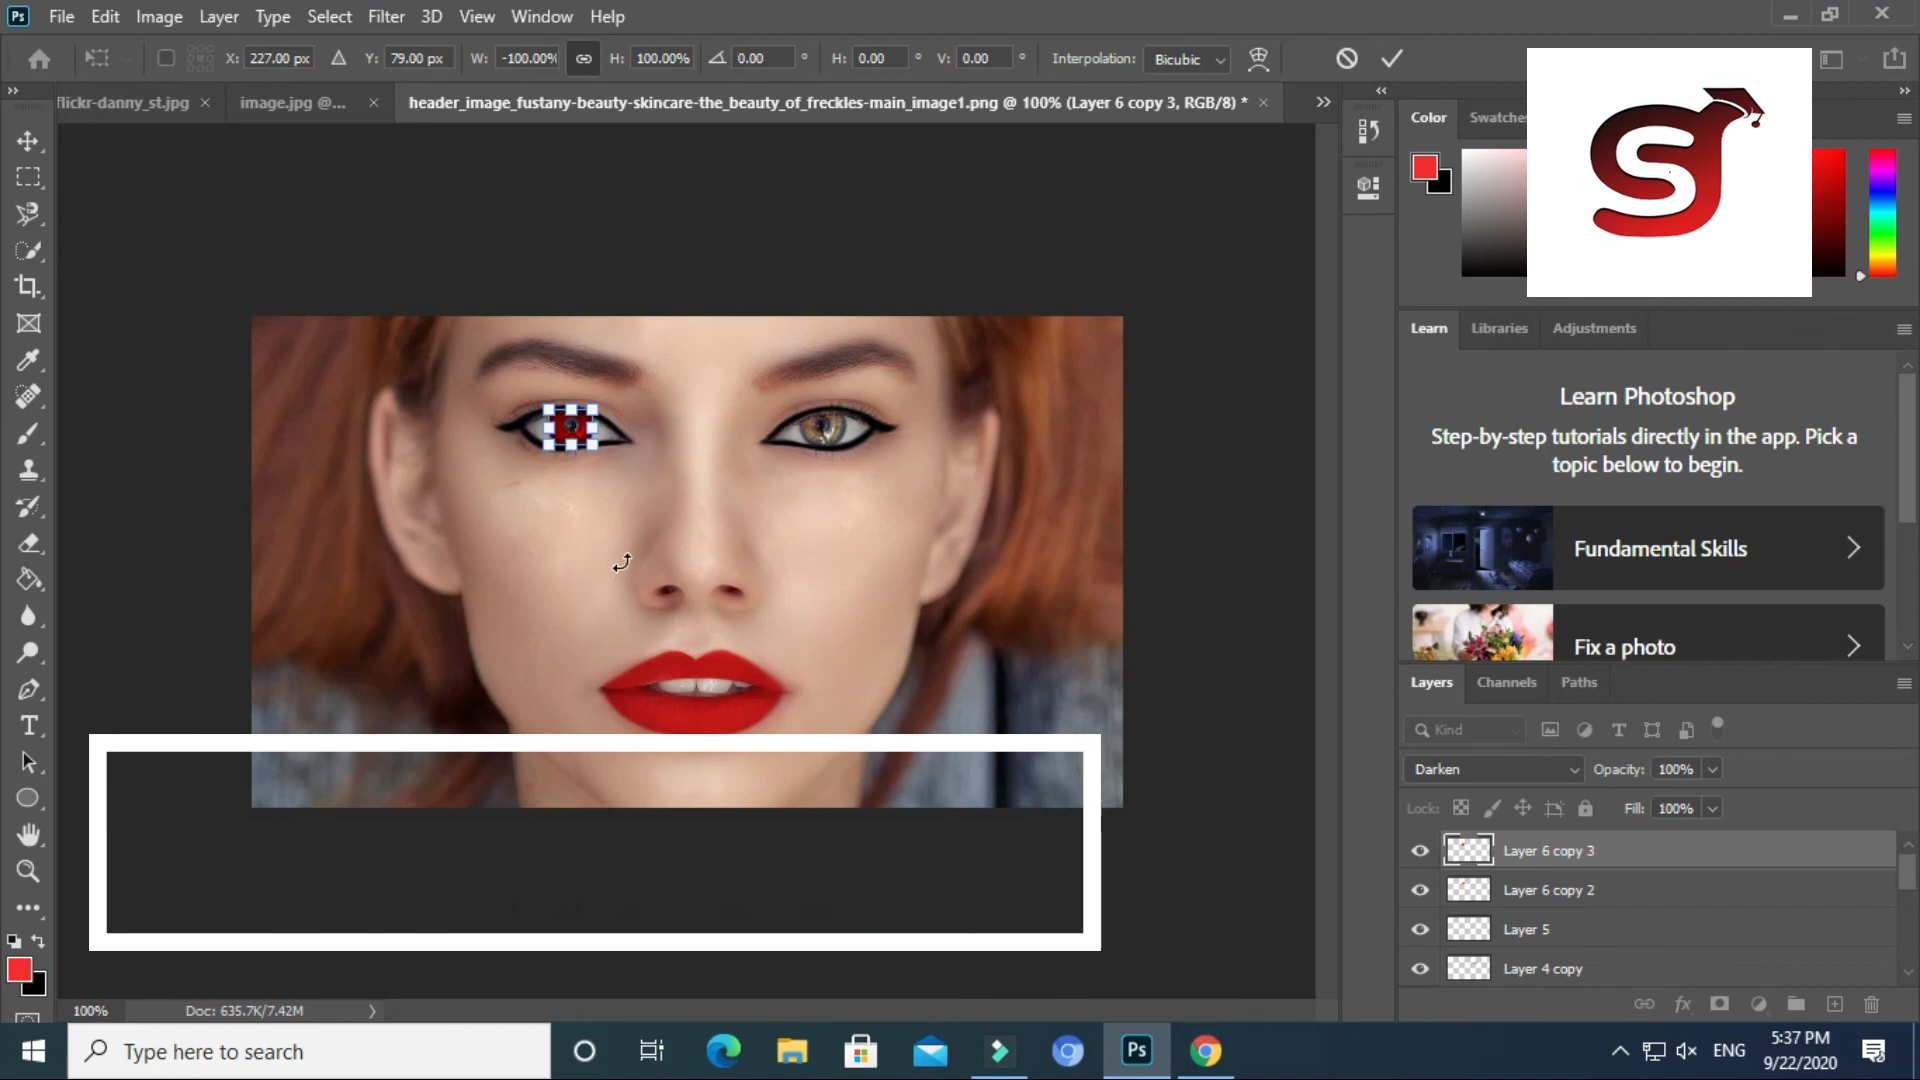 Ps File Edit Image Layer Type Select Filter 3D View Window Help
X: 227.00 px Y: 79.00 px W: -100.00% H: 100.00% 0.00 ° H: 0.00 ° V: 0.00 ° Interpolation: Bicubic
flickr-danny_st.jpg × image.jpg @... × header_image_fustany-beauty-skincare-the_beauty_of_freckles-main_image1.png @ 100% (Layer 6 copy 3, RGB/8) * ×
Color Swatches
Learn Libraries Adjustments
Learn Photoshop
Step-by-step tutorials directly in the app. Pick a
topic below to begin.
Fundamental Skills
Fix a photo
Layers Channels Paths
Kind
Darken Opacity: 100%
Lock: Fill: 100%
Layer 6 copy 3
Layer 6 copy 2
Layer 5
Layer 4 copy
100% Doc: 635.7K/7.42M
Type here to search
Ps
ENG
5:37 PM
9/22/2020